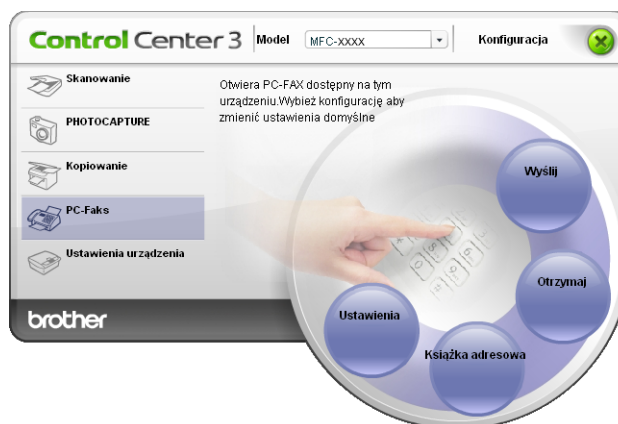 Control Center 3
Model
MFC-XXXX
Konfiguracja
Skanowanie
PHOTOCAPTURE
Kopiowanie
PC-Faks
Ustawienia urządzenia
Otwiera PC-FAX dostępny na tym
urządzeniu.Wybież konfigurację aby
zmienić ustawienia domyślne
Wyślij
Otrzymaj
Książka adresowa
Ustawienia
brother